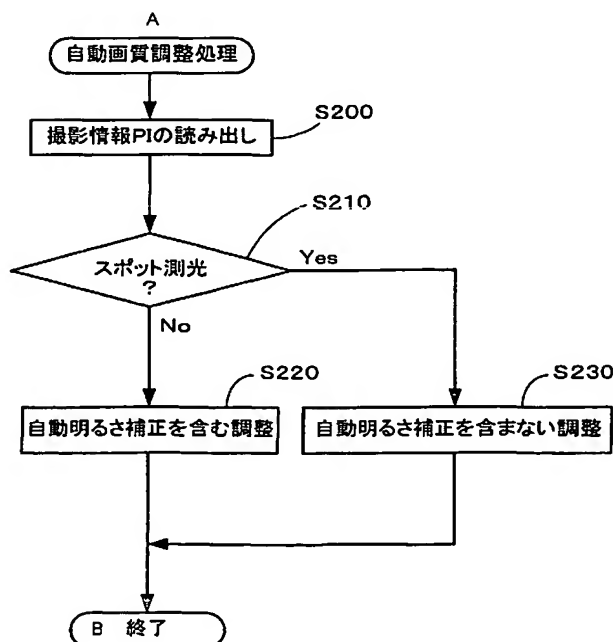 A
自動画質調整処理
S200
撮影情報PIの読み出し
S210
スポット測光
?
Yes
No
S220
S230
自動明るさ補正を含む調整
自動明るさ補正を含まない調整
B 終了